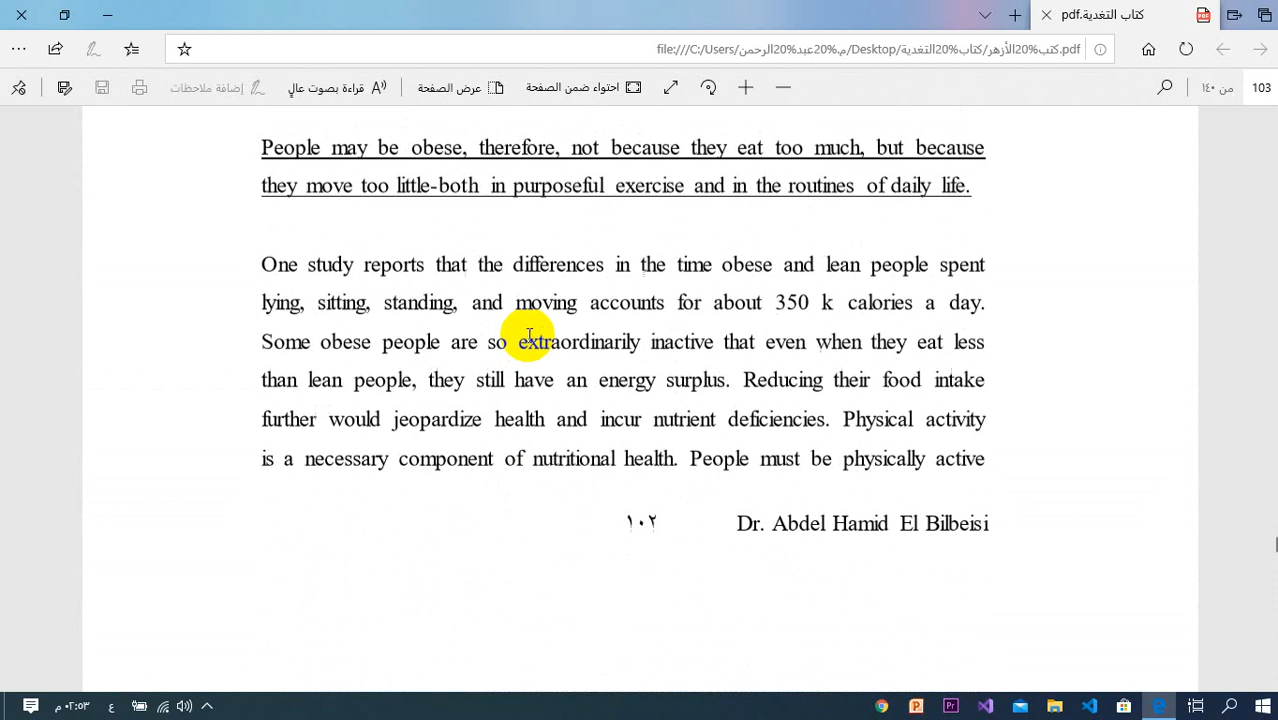 كتاب التغدية.pdf
file:///C:/Users/م.%20عبد%20الرحمن/Desktop/كتب%20الأزهر/كتاب%20التغدية.pdf
إضافة ملاحظات
قراءة بصوت عالٍ
عرض الصفحة
احتواء ضمن الصفحة
من ١٤٠
103
People may be obese, therefore, not because they eat too much, but because
they move too little-both in purposeful exercise and in the routines of daily life.
One study reports that the differences in the time obese and lean people spent
lying, sitting, standing, and moving accounts for about 350 k calories a day.
Some obese people are so extraordinarily inactive that even when they eat less
than lean people, they still have an energy surplus. Reducing their food intake
further would jeopardize health and incur nutrient deficiencies. Physical activity
is a necessary component of nutritional health. People must be physically active
١٠٢ Dr. Abdel Hamid El Bilbeisi
٠٢:٥٣ م
ع